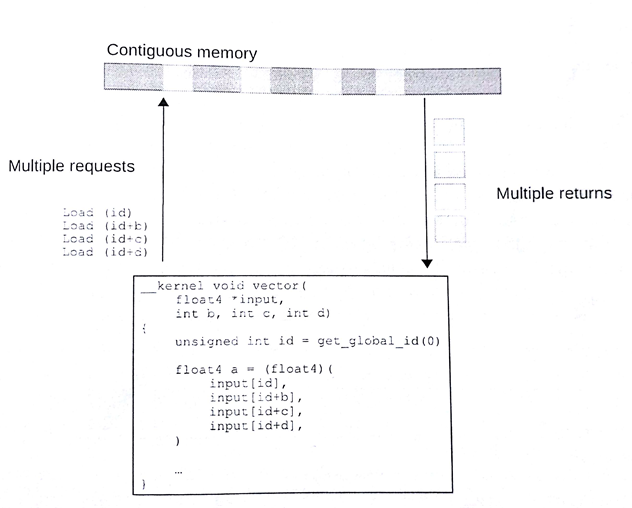 Contiguous memory
Multiple requests
Load (id)
Load (id+b)
Load (id+c)
Load (id+d)
Multiple returns
__kernel void vector(
float4 *input,
int b, int c, int d)
{
unsigned int id = get_global_id(0)
float4 a = (float4)(
input[id],
input[id+b],
input[id+c],
input[id+d],
)
…
}